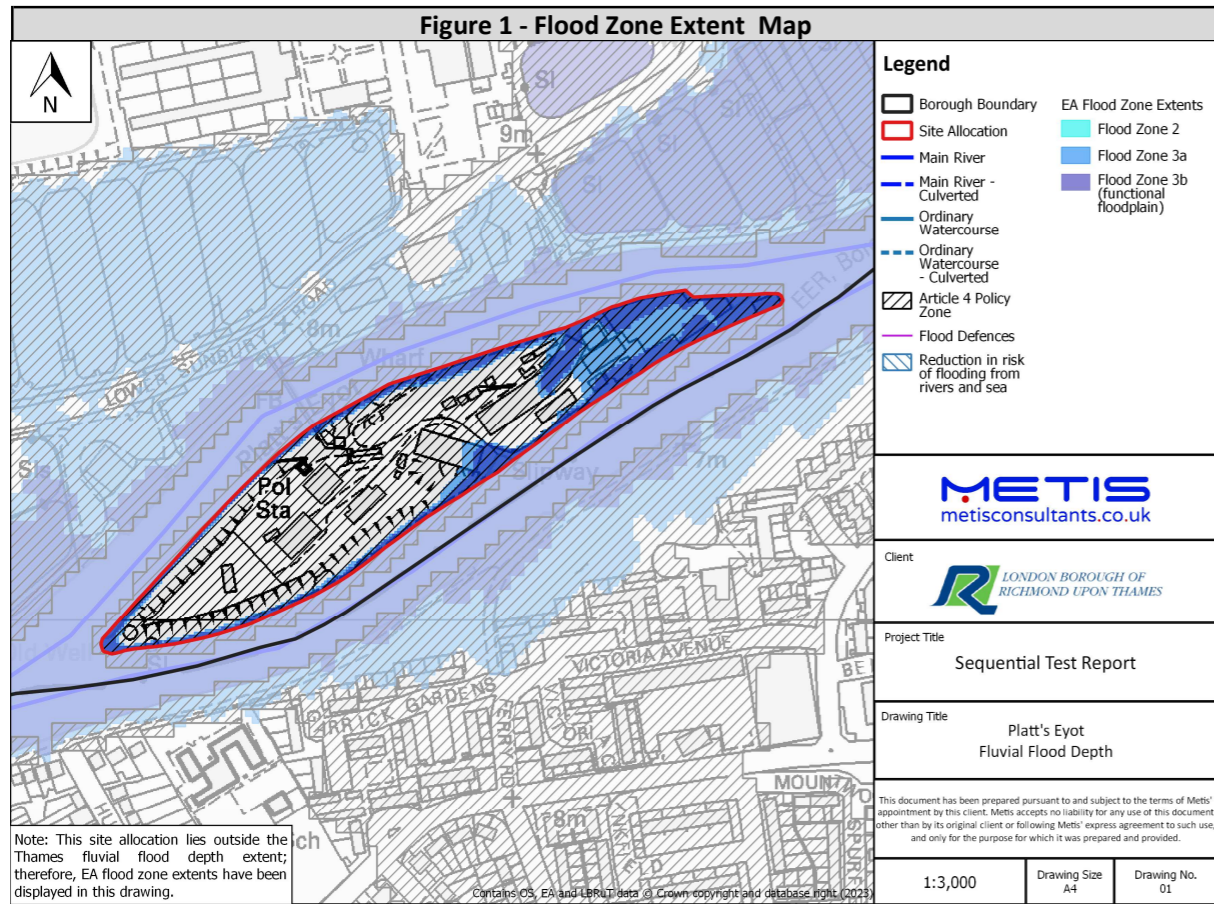 Figure 1 - Flood Zone Extent Map
N
9m
SI
SI
LOWER SUNBURY ROAD
Wharf
Pol
Sta
Slipway
SI
VICTORIA AVENUE
FERRY RD
8m
Note: This site allocation lies outside the
Thames fluvial flood depth extent;
therefore, EA flood zone extents have been
displayed in this drawing.
Contains OS, EA and LBRuT data © Crown copyright and database right (2023)
Legend
Borough Boundary
Site Allocation
Main River
Main River -
Culverted
Ordinary
Watercourse
Ordinary
Watercourse
- Culverted
Article 4 Policy
Zone
Flood Defences
Reduction in risk
of flooding from
rivers and sea
EA Flood Zone Extents
Flood Zone 2
Flood Zone 3a
Flood Zone 3b
(functional
floodplain)
METIS
metisconsultants.co.uk
Client
LONDON BOROUGH OF
RICHMOND UPON THAMES
Project Title
Sequential Test Report
Drawing Title
Platt's Eyot
Fluvial Flood Depth
This document has been prepared pursuant to and subject to the terms of Metis'
appointment by this client. Metis accepts no liability for any use of this document
other than by its original client or following Metis' express agreement to such use,
and only for the purpose for which it was prepared and provided.
1:3,000
Drawing Size
A4
Drawing No.
01